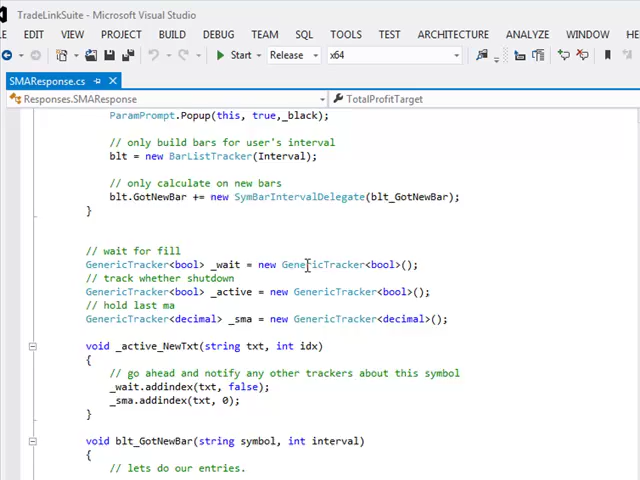 TradeLinkSuite - Microsoft Visual Studio
EDIT VIEW PROJECT BUILD DEBUG TEAM SQL TOOLS TEST ARCHITECTURE ANALYZE WINDOW
Start Release x64
SMAResponse.cs
Responses.SMAResponse TotalProfitTarget
ParamPrompt.Popup(this, true,_black);
// only build bars for user's interval
blt = new BarListTracker(Interval);
// only calculate on new bars
blt.GotNewBar += new SymBarIntervalDelegate(blt_GotNewBar);
}
// wait for fill
GenericTracker<bool> _wait = new GenericTracker<bool>();
// track whether shutdown
GenericTracker<bool> _active = new GenericTracker<bool>();
// hold last ma
GenericTracker<decimal> _sma = new GenericTracker<decimal>();
void _active_NewTxt(string txt, int idx)
{
// go ahead and notify any other trackers about this symbol
_wait.addindex(txt, false);
_sma.addindex(txt, 0);
}
void blt_GotNewBar(string symbol, int interval)
{
// lets do our entries.